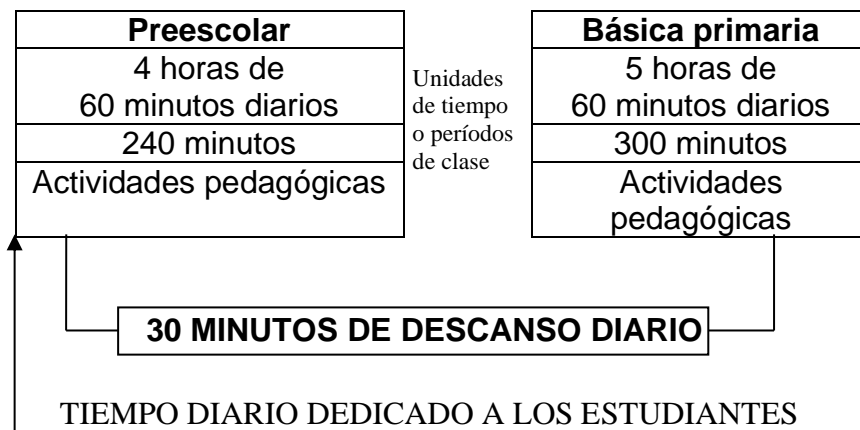 Preescolar
4 horas de
60 minutos diarios
240 minutos
Actividades pedagógicas
Unidades
de tiempo
o períodos
de clase
Básica primaria
5 horas de
60 minutos diarios
300 minutos
Actividades
pedagógicas
30 MINUTOS DE DESCANSO DIARIO
TIEMPO DIARIO DEDICADO A LOS ESTUDIANTES